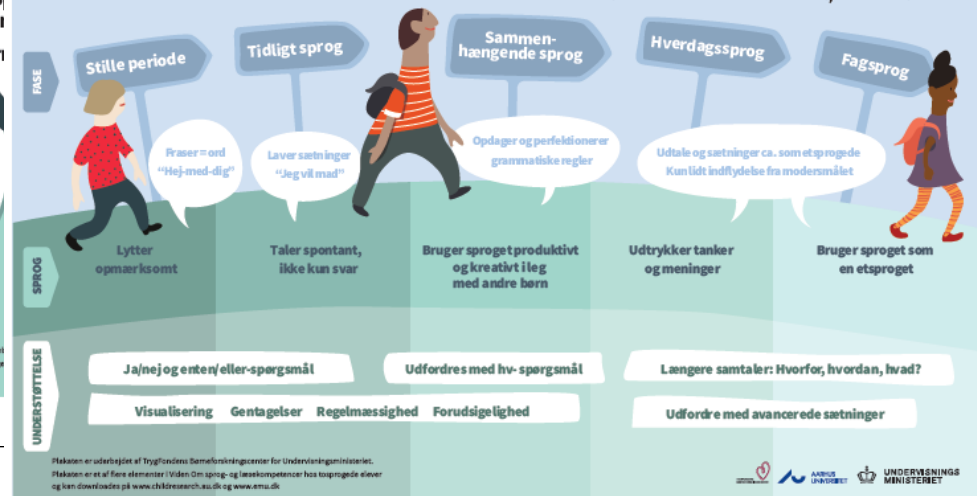 FASE
Stille periode
Tidligt sprog
Sammen-
hængende sprog
Hverdagssprog
Fagsprog
Fraser = ord
“Hej-med-dig”
Laver sætninger
“Jeg vil mad”
Opdager og perfektionerer
grammatiske regler
Udtale og sætninger ca. som etsprogede
Kun lidt indflydelse fra modersmålet
SPROG
Lytter
opmærksomt
Taler spontant,
ikke kun svar
Bruger sproget produktivt
og kreativt i leg
med andre børn
Udtrykker tanker
og meninger
Bruger sproget som
en etsproget
UNDERSTØTTELSE
Ja/nej og enten/eller-spørgsmål
Udfordres med hv- spørgsmål
Længere samtaler: Hvorfor, hvordan, hvad?
Visualisering Gentagelser Regelmæssighed Forudsigelighed
Udfordre med avancerede sætninger
Plakaten er udarbejdet af TrygFondens Børneforskningscenter for Undervisningsministeriet.
Plakaten er et af flere elementer i Viden Om sprog- og læsekompetencer hos tosprogede elever
og kan downloades på www.childresearch.au.dk og www.emu.dk
AARHUS
UNIVERSITET
UNDERVISNINGS
MINISTERIET